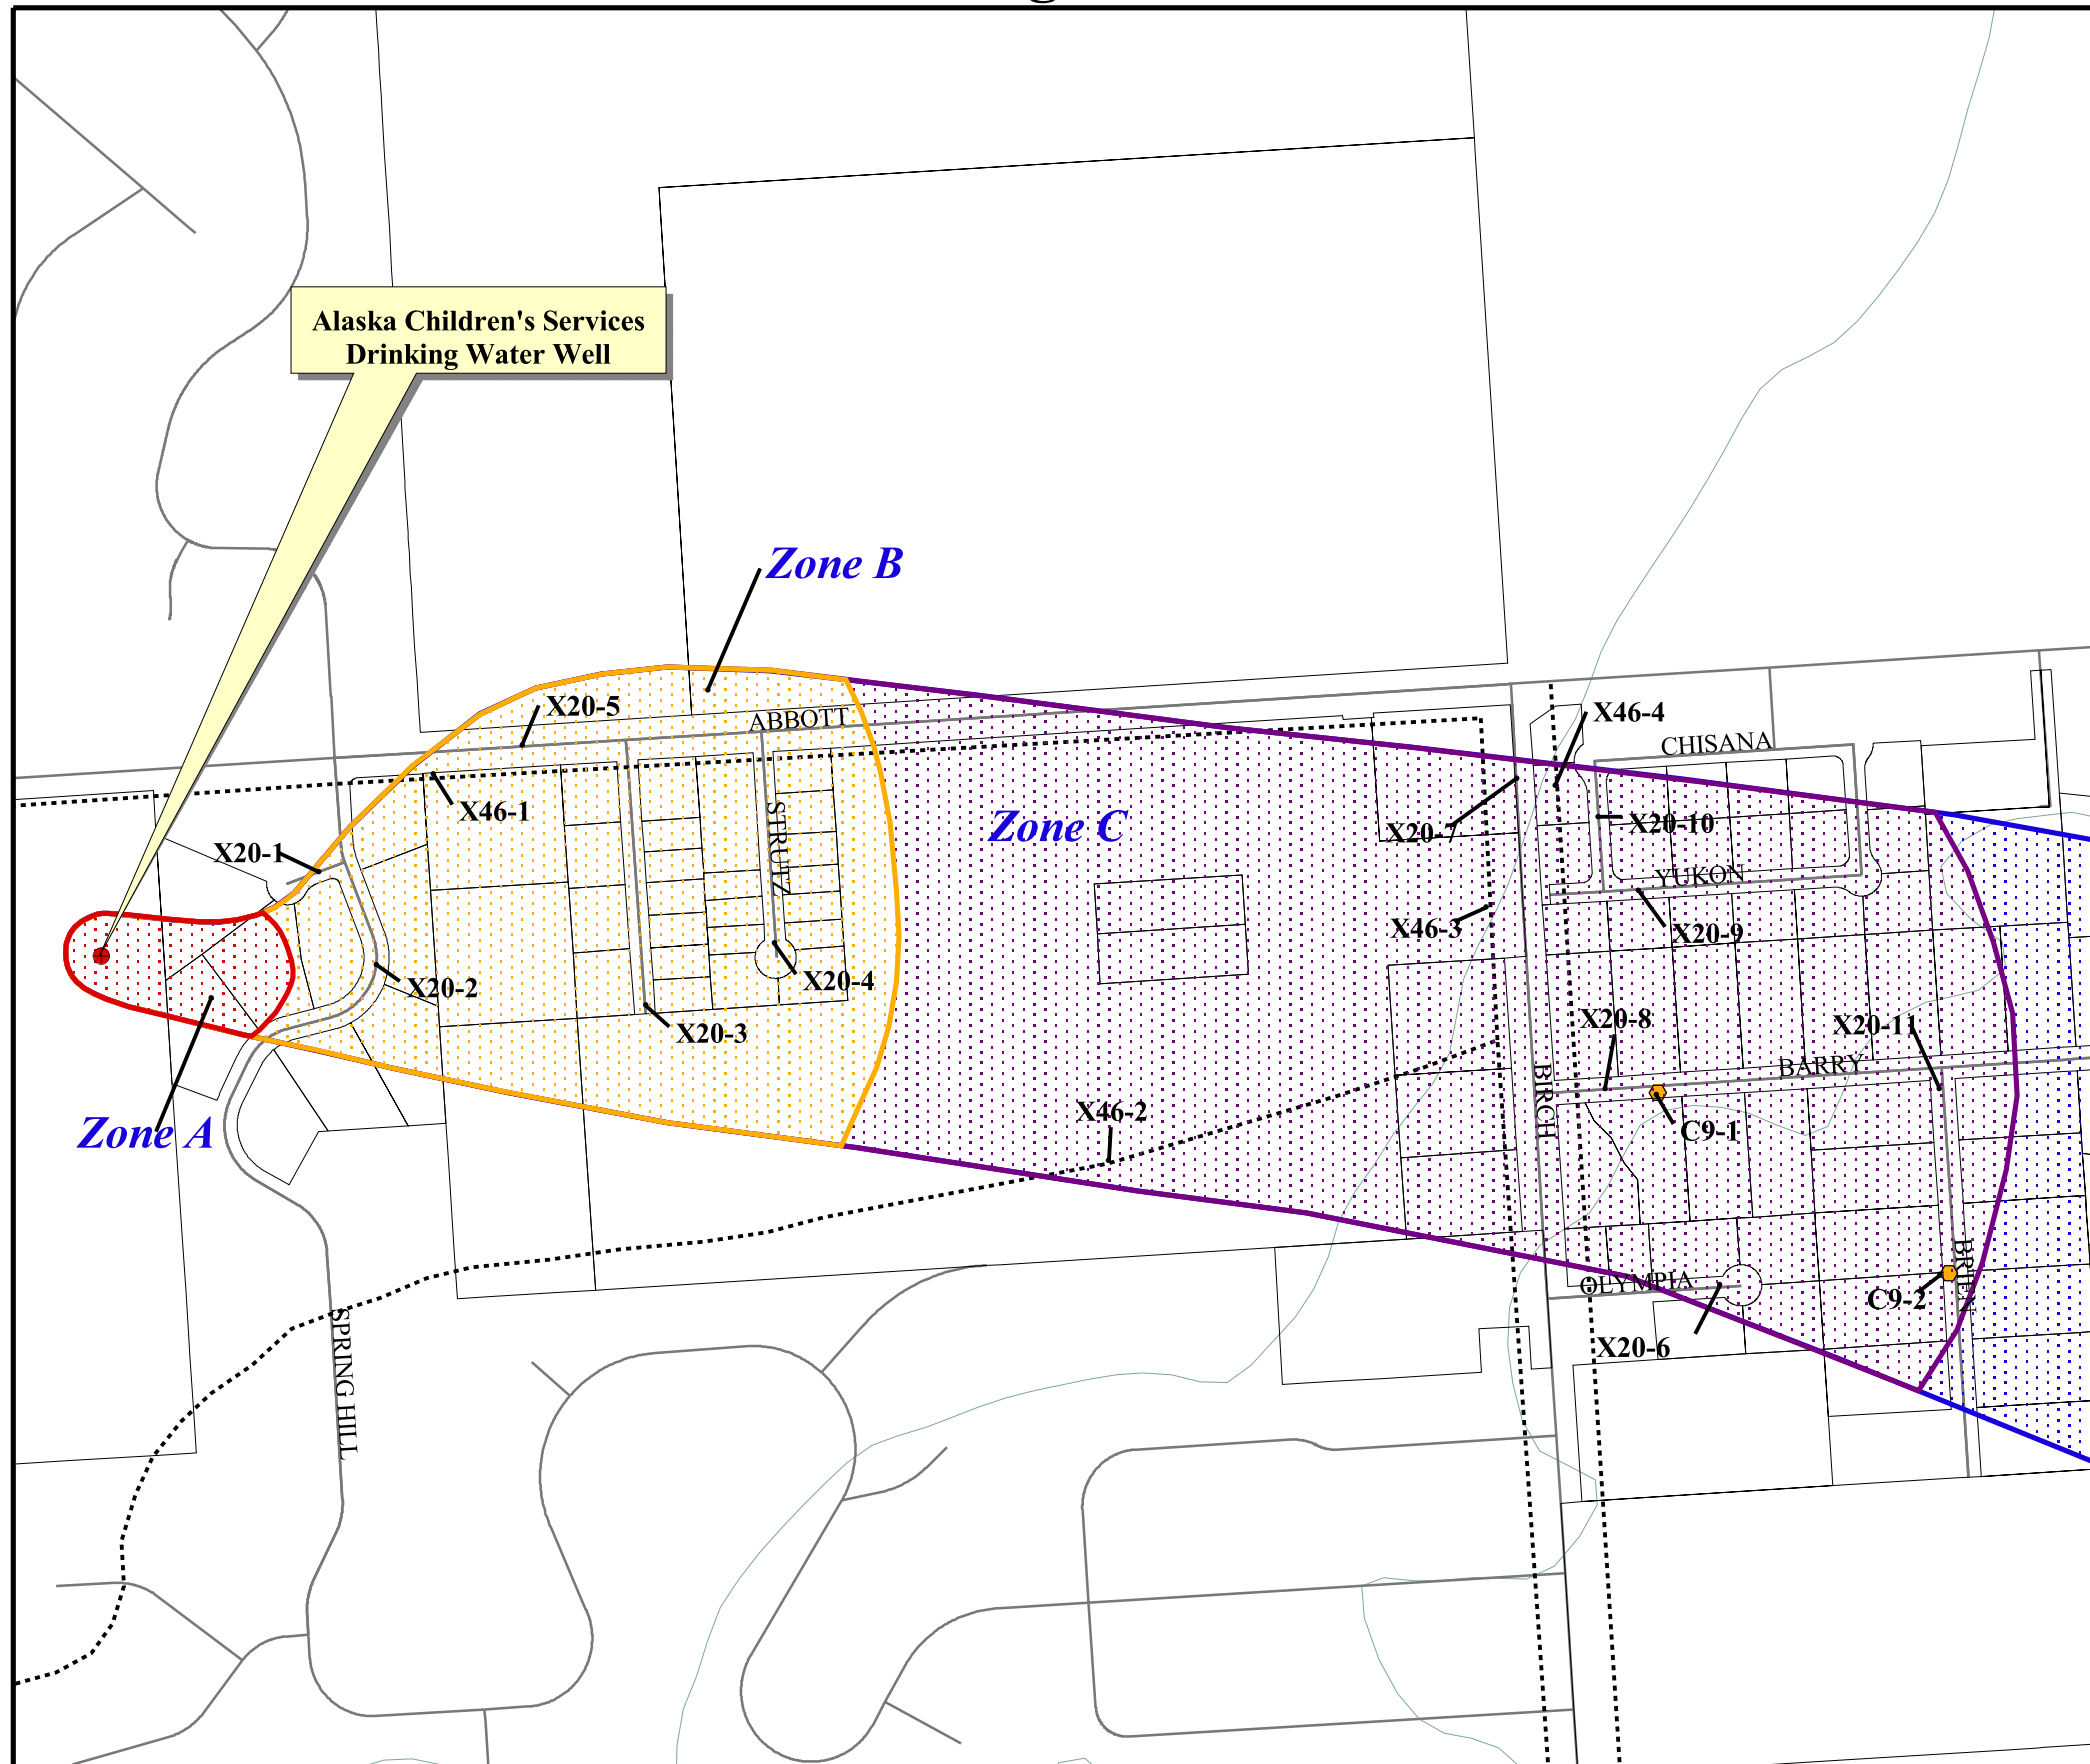 Alaska Children's Services
Drinking Water Well
Zone B
X20-5
ABBOTT
X46-4
CHISANA
X46-1
STRUTZ
Zone C
X20-7
X20-10
X20-1
YUKON
X46-3
X20-9
X20-2
X20-4
X20-3
X20-8
X20-11
BARRY
BIRCH
X46-2
C9-1
Zone A
BRIEN
OLYMPIA
C9-2
X20-6
SPRING HILL